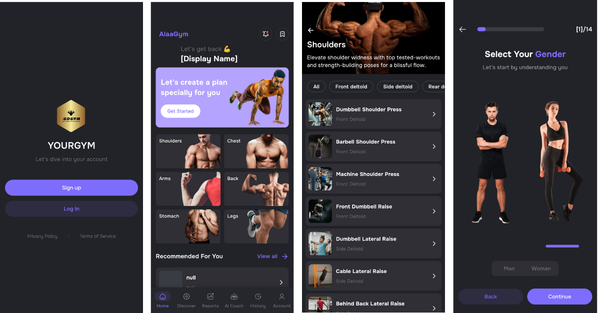 GOGYM
YOURGYM
Let's dive into your account
Sign up
Log In
Privacy Policy
Terms of Service
AlaaGym
Let's get back 💪
[Display Name]
Let's create a plan
specially for you
Get Started
Shoulders
Chest
Arms
Back
Stomach
Legs
Recommended For You
View all
null
Home
Discover
Reports
AI Coach
History
Account
Shoulders
Elevate shoulder widness with top tested-workouts
and strength-building poses for a blissful flow.
All
Front deltoid
Side deltoid
Rear d
Dumbbell Shoulder Press
Front Deltoid
Barbell Shoulder Press
Front Deltoid
Machine Shoulder Press
Front Deltoid
Front Dumbbell Raise
Front Deltoid
Dumbbell Lateral Raise
Side Deltoid
Cable Lateral Raise
Side Deltoid
Behind Back Lateral Raise
[1]/14
Select Your Gender
Let's start by understanding you
Man
Woman
Back
Continue